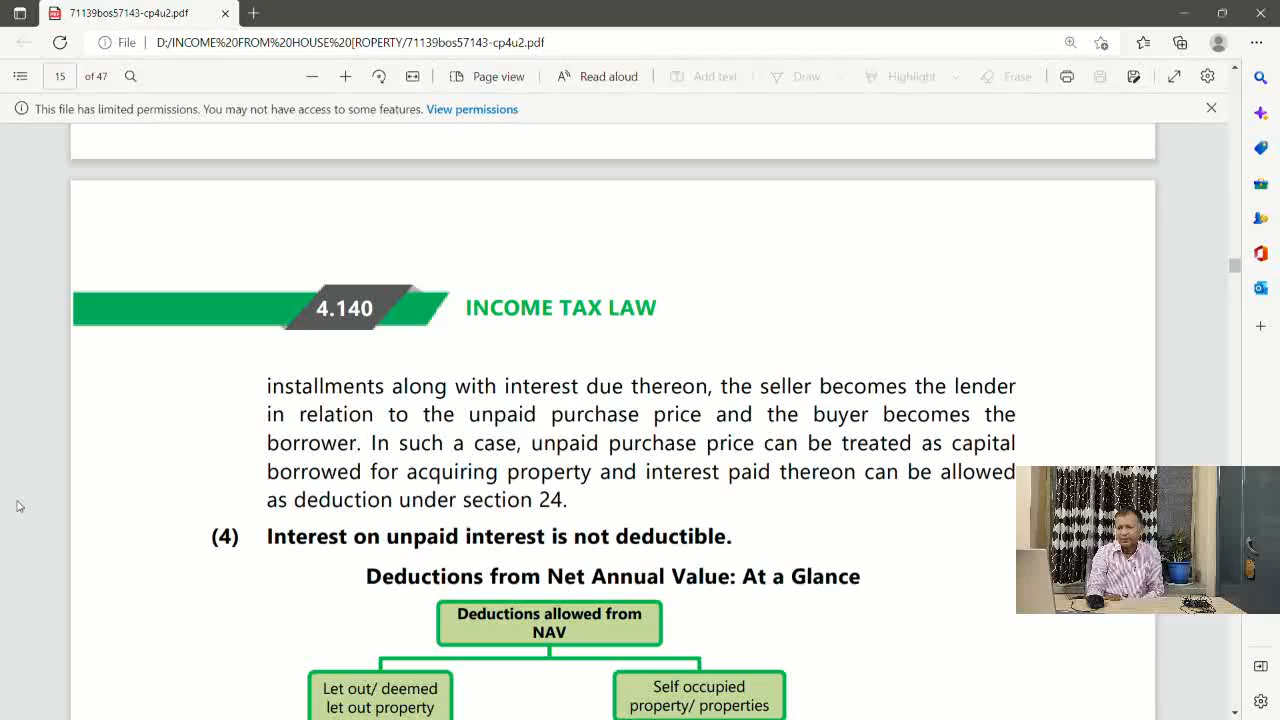 71139bos57143-cp4u2.pdf
File D:/INCOME%20FROM%20HOUSE%20[ROPERTY/71139bos57143-cp4u2.pdf
15 of 47 Page view Read aloud Add text Draw Highlight Erase
This file has limited permissions. You may not have access to some features. View permissions
4.140 INCOME TAX LAW
installments along with interest due thereon, the seller becomes the lender
in relation to the unpaid purchase price and the buyer becomes the
borrower. In such a case, unpaid purchase price can be treated as capital
borrowed for acquiring property and interest paid thereon can be allowed
as deduction under section 24.
(4) Interest on unpaid interest is not deductible.
Deductions from Net Annual Value: At a Glance
Deductions allowed from
NAV
Let out/ deemed
let out property
Self occupied
property/ properties